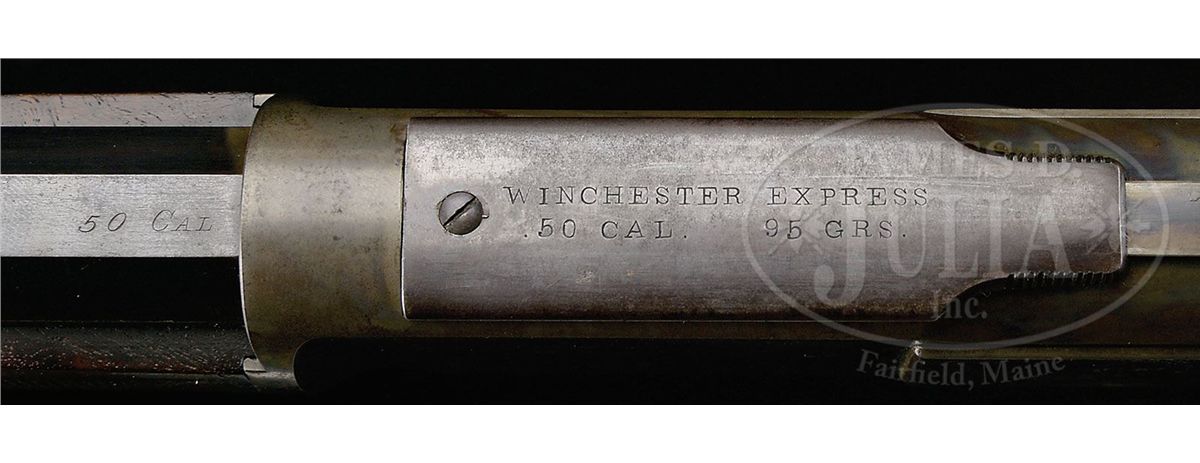 50 CAL
WINCHESTER EXPRESS
.50 CAL. 95 GRS.
JAMES D.
JULIA
Inc.
Fairfield, Maine